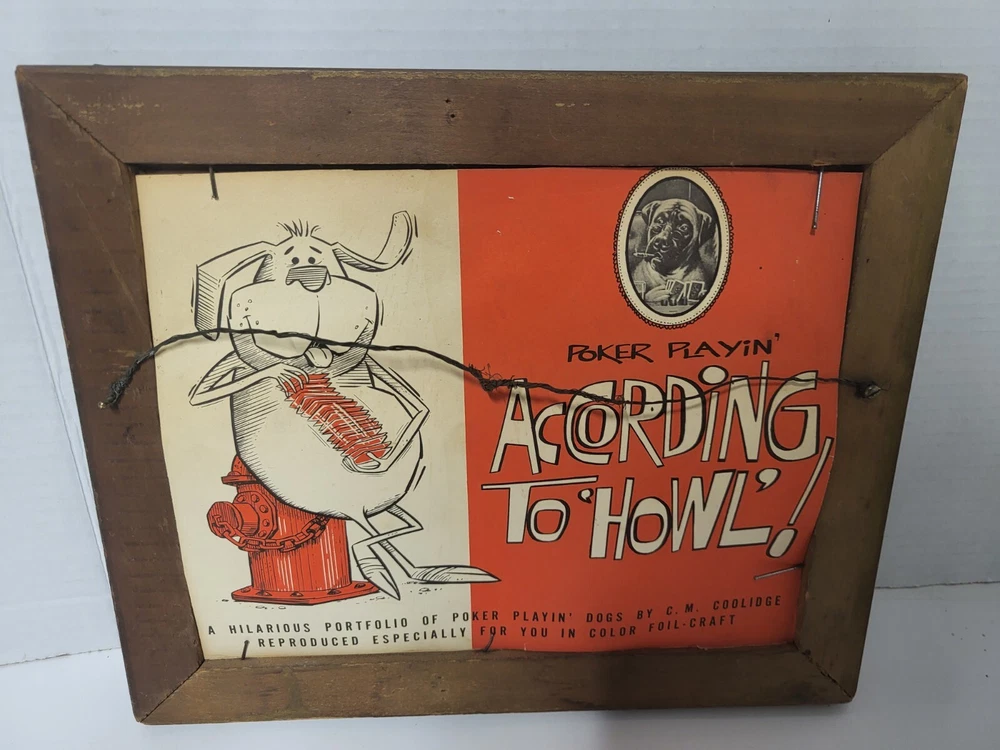 POKER PLAYIN'
ACCORDING
TO 'HOWL'!
A HILARIOUS PORTFOLIO OF POKER PLAYIN' DOGS BY C. M. COOLIDGE
REPRODUCED ESPECIALLY FOR YOU IN COLOR FOIL-CRAFT